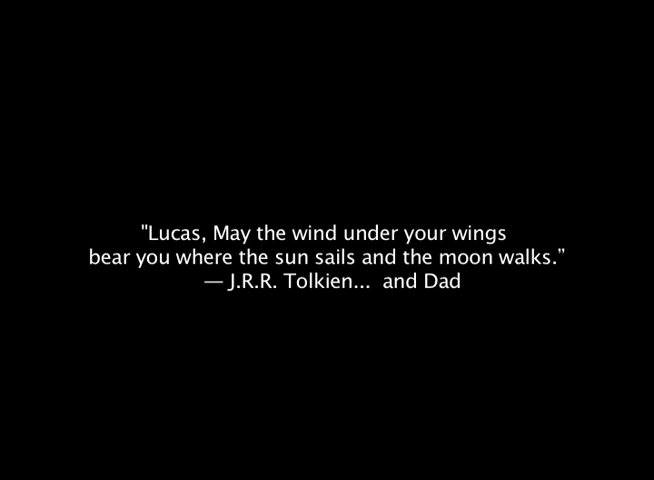 "Lucas, May the wind under your wings
bear you where the sun sails and the moon walks.”
— J.R.R. Tolkien...  and Dad